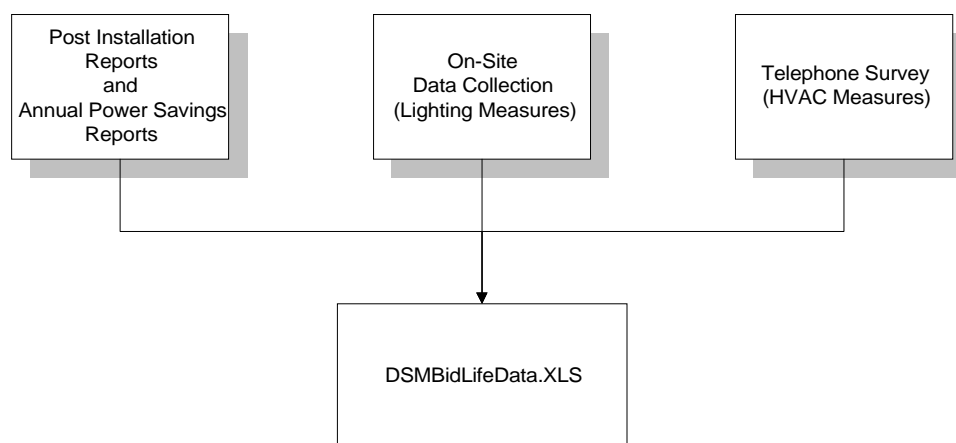 Post Installation
Reports
and
Annual Power Savings
Reports
On-Site
Data Collection
(Lighting Measures)
Telephone Survey
(HVAC Measures)
DSMBidLifeData.XLS